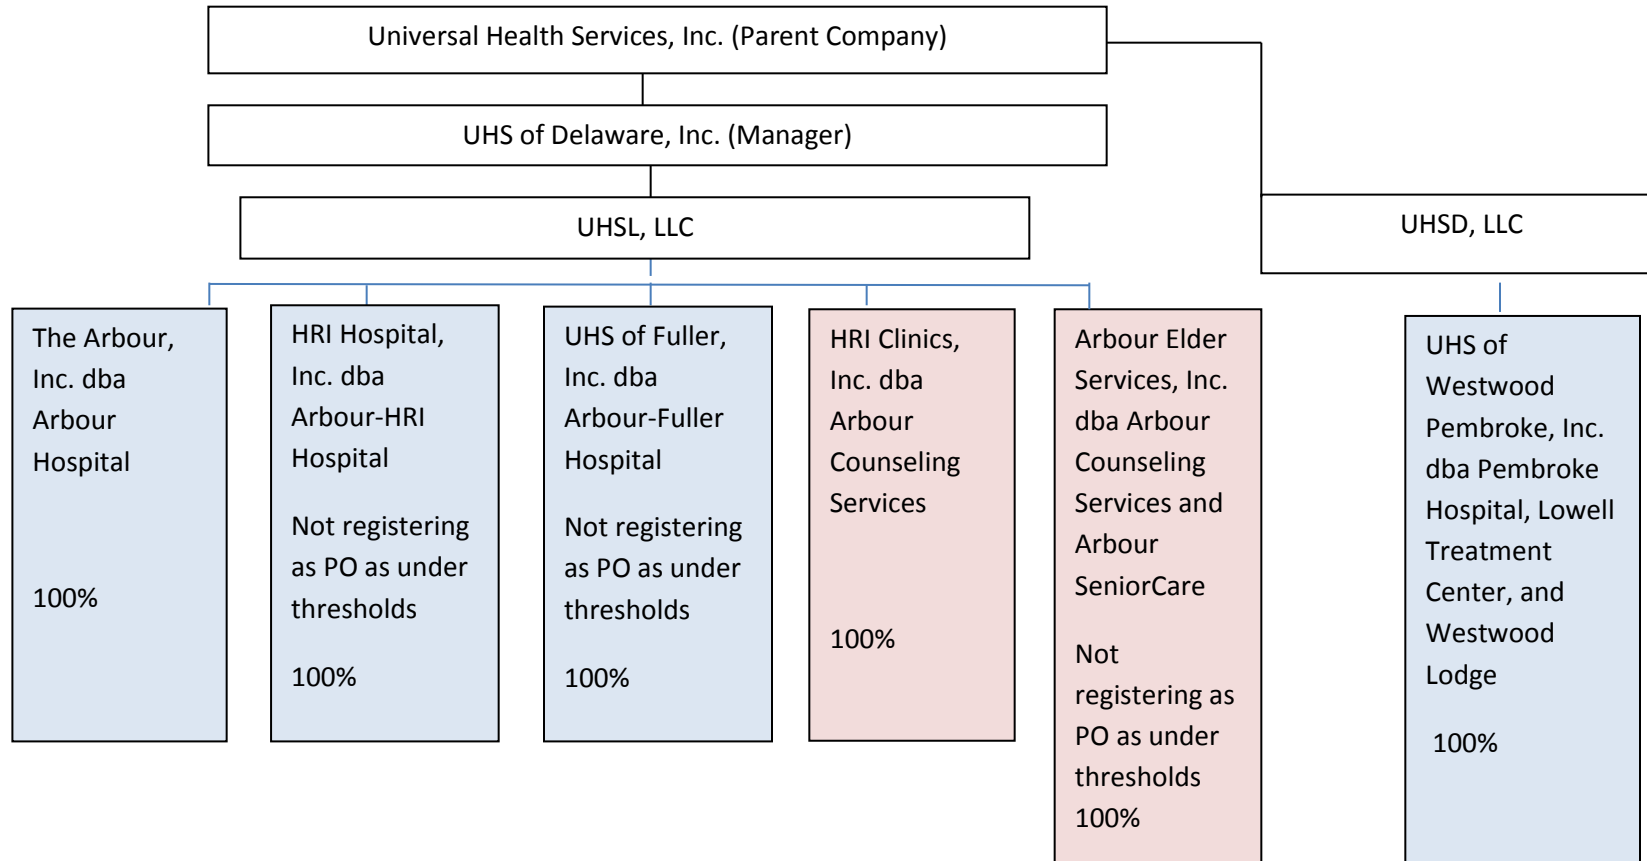 Universal Health Services, Inc. (Parent Company)
UHS of Delaware, Inc. (Manager)
UHSL, LLC
UHSD, LLC
The Arbour,
Inc. dba
Arbour
Hospital
100%
HRI Hospital,
Inc. dba
Arbour-HRI
Hospital
Not registering
as PO as under
thresholds
100%
UHS of Fuller,
Inc. dba
Arbour-Fuller
Hospital
Not registering
as PO as under
thresholds
100%
HRI Clinics,
Inc. dba
Arbour
Counseling
Services
100%
Arbour Elder
Services, Inc.
dba Arbour
Counseling
Services and
Arbour
SeniorCare
Not
registering as
PO as under
thresholds
100%
UHS of
Westwood
Pembroke, Inc.
dba Pembroke
Hospital, Lowell
Treatment
Center, and
Westwood
Lodge
100%